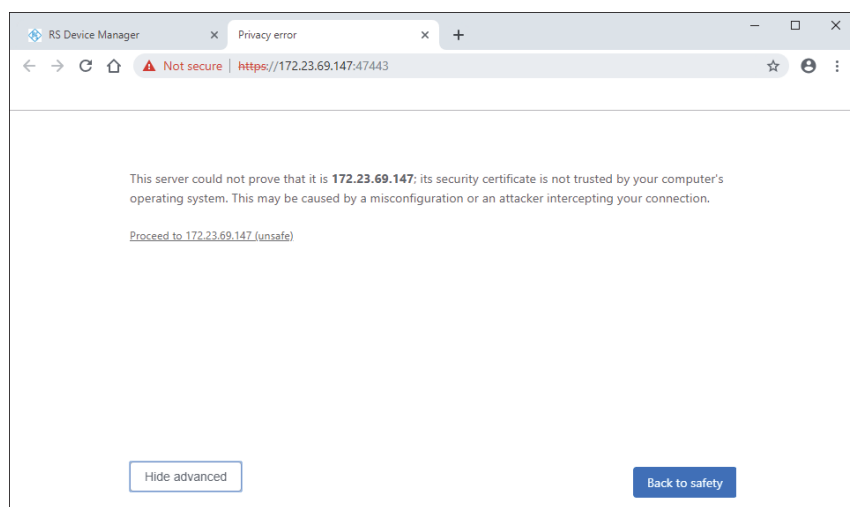 RS Device Manager
Privacy error
Not secure | https://172.23.69.147:47443
This server could not prove that it is 172.23.69.147; its security certificate is not trusted by your computer's
operating system. This may be caused by a misconfiguration or an attacker intercepting your connection.
Proceed to 172.23.69.147 (unsafe)
Hide advanced
Back to safety